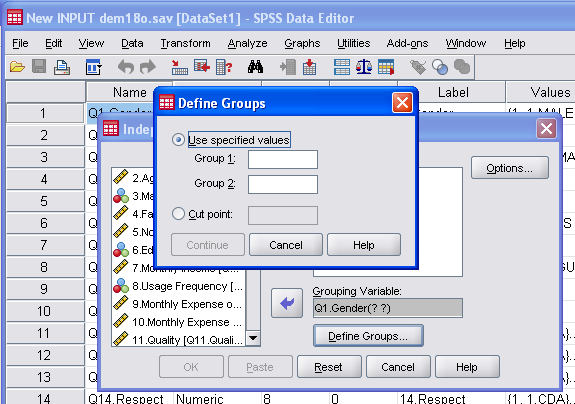 New INPUT dem18o.sav [DataSet1] - SPSS Data Editor
File Edit View Data Transform Analyze Graphs Utilities Add-ons Window Help
Name Label Values
1 Q1.Gender {1, 1.MALE
2
3
4
5
6
7
8
9
10
11
12
13
14 Q14.Respect Numeric 8 0 14.Respect {1, 1.CDA}...
Define Groups
Use specified values
Group 1:
Group 2:
Cut point:
Continue Cancel Help
Options...
2.Ag
3.Ma
4.Fa
5.No
6.Ed
7.Monthly Income [Q...
8.Usage Frequency [...
9.Monthly Expense o...
10.Monthly Expense ...
11.Quality [Q11.Quali...
Grouping Variable:
Q1.Gender(? ?)
Define Groups...
OK Paste Reset Cancel Help